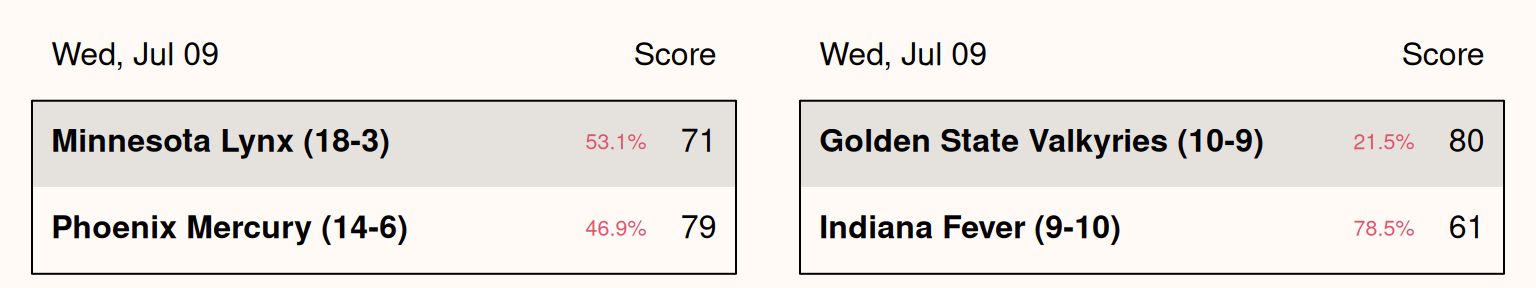 Wed, Jul 09 Score
Minnesota Lynx (18-3) 53.1% 71
Phoenix Mercury (14-6) 46.9% 79
Wed, Jul 09 Score
Golden State Valkyries (10-9) 21.5% 80
Indiana Fever (9-10) 78.5% 61